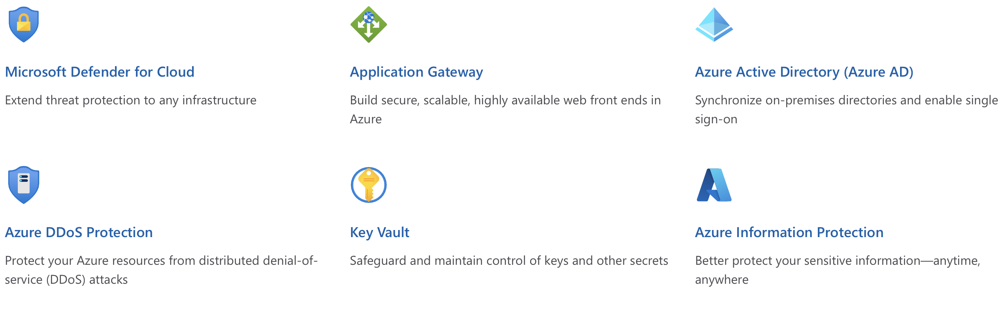 Microsoft Defender for Cloud
Extend threat protection to any infrastructure
Application Gateway
Build secure, scalable, highly available web front ends in
Azure
Azure Active Directory (Azure AD)
Synchronize on-premises directories and enable single
sign-on
Azure DDoS Protection
Protect your Azure resources from distributed denial-of-
service (DDoS) attacks
Key Vault
Safeguard and maintain control of keys and other secrets
Azure Information Protection
Better protect your sensitive information—anytime,
anywhere